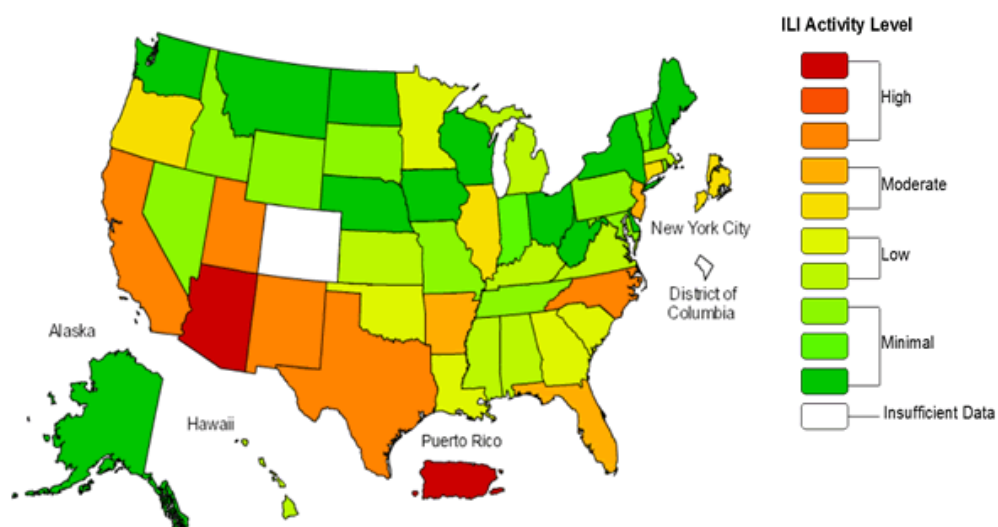 ILI Activity Level
High
Moderate
Low
Minimal
Insufficient Data
New York City
District of
Columbia
Alaska
Hawaii
Puerto Rico